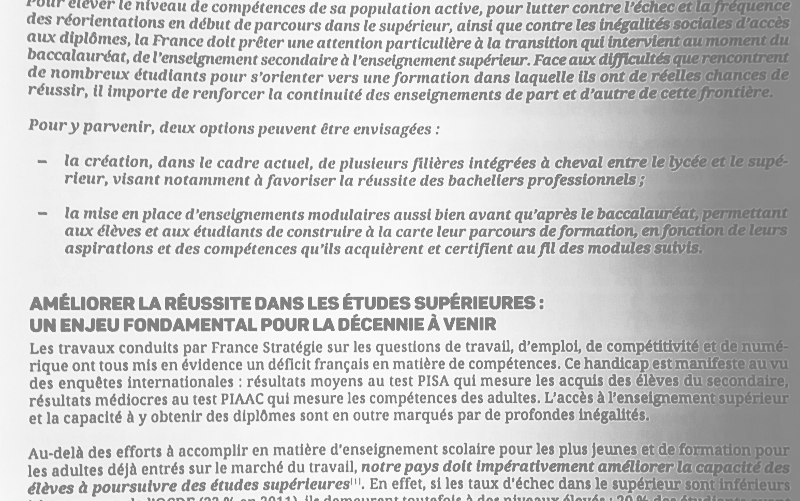 Pour élever le niveau de compétences de sa population active, pour lutter contre l'échec et la fréquence
des réorientations en début de parcours dans le supérieur, ainsi que contre les inégalités sociales d'accès
aux diplômes, la France doit prêter une attention particulière à la transition qui intervient au moment du
baccalauréat, de l'enseignement secondaire à l'enseignement supérieur. Face aux difficultés que rencontrent
de nombreux étudiants pour s'orienter vers une formation dans laquelle ils ont de réelles chances de
réussir, il importe de renforcer la continuité des enseignements de part et d'autre de cette frontière.
Pour y parvenir, deux options peuvent être envisagées :
– la création, dans le cadre actuel, de plusieurs filières intégrées à cheval entre le lycée et le supé-
rieur, visant notamment à favoriser la réussite des bacheliers professionnels ;
– la mise en place d'enseignements modulaires aussi bien avant qu'après le baccalauréat, permettant
aux élèves et aux étudiants de construire à la carte leur parcours de formation, en fonction de leurs
aspirations et des compétences qu'ils acquièrent et certifient au fil des modules suivis.
AMÉLIORER LA RÉUSSITE DANS LES ÉTUDES SUPÉRIEURES :
UN ENJEU FONDAMENTAL POUR LA DÉCENNIE À VENIR
Les travaux conduits par France Stratégie sur les questions de travail, d'emploi, de compétitivité et de numé-
rique ont tous mis en évidence un déficit français en matière de compétences. Ce handicap est manifeste au vu
des enquêtes internationales : résultats moyens au test PISA qui mesure les acquis des élèves du secondaire,
résultats médiocres au test PIAAC qui mesure les compétences des adultes. L'accès à l'enseignement supérieur
et la capacité à y obtenir des diplômes sont en outre marqués par de profondes inégalités.
Au-delà des efforts à accomplir en matière d'enseignement scolaire pour les plus jeunes et de formation pour
les adultes déjà entrés sur le marché du travail, notre pays doit impérativement améliorer la capacité des
élèves à poursuivre des études supérieures[1]. En effet, si les taux d'échec dans le supérieur sont inférieurs
l'OCDE (32 % en 2011), ils demeurent toutefois à des niveaux élevés : 20 % des étudiants